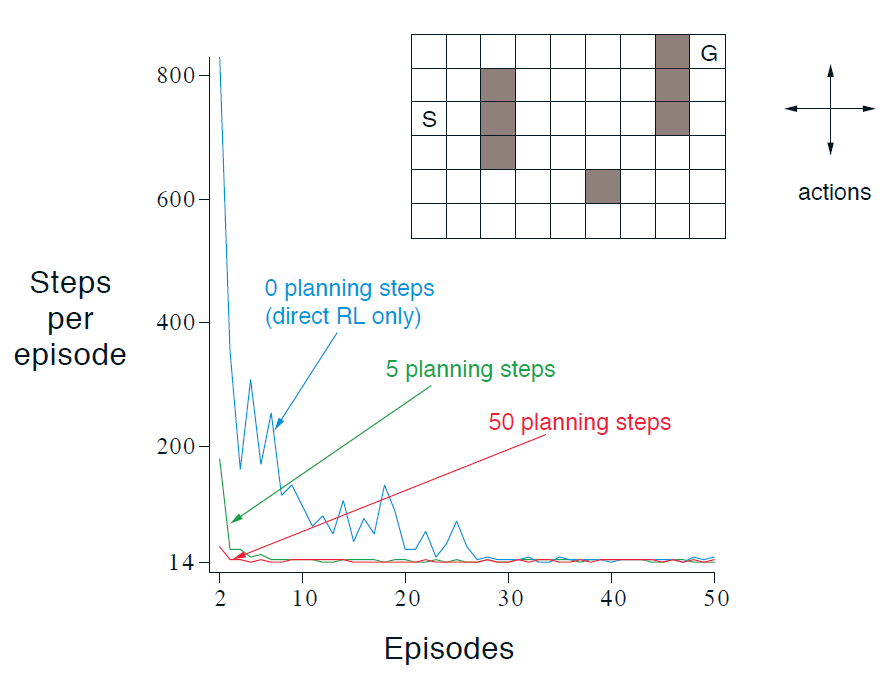 G
800
S
actions
600
Steps
per
episode
0 planning steps
(direct RL only)
400
5 planning steps
50 planning steps
200
14
2 10 20 30 40 50
Episodes